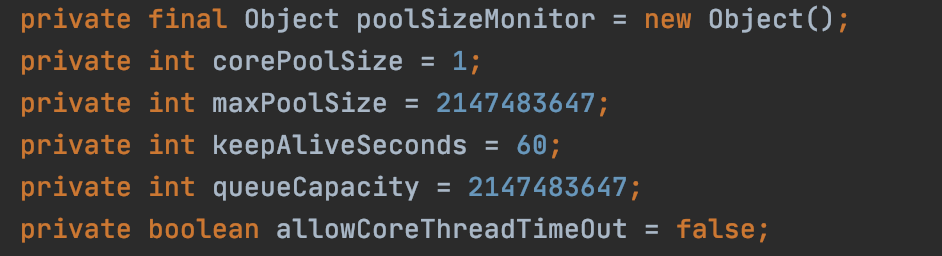 private final Object poolSizeMonitor = new Object();
private int corePoolSize = 1;
private int maxPoolSize = 2147483647;
private int keepAliveSeconds = 60;
private int queueCapacity = 2147483647;
private boolean allowCoreThreadTimeOut = false;